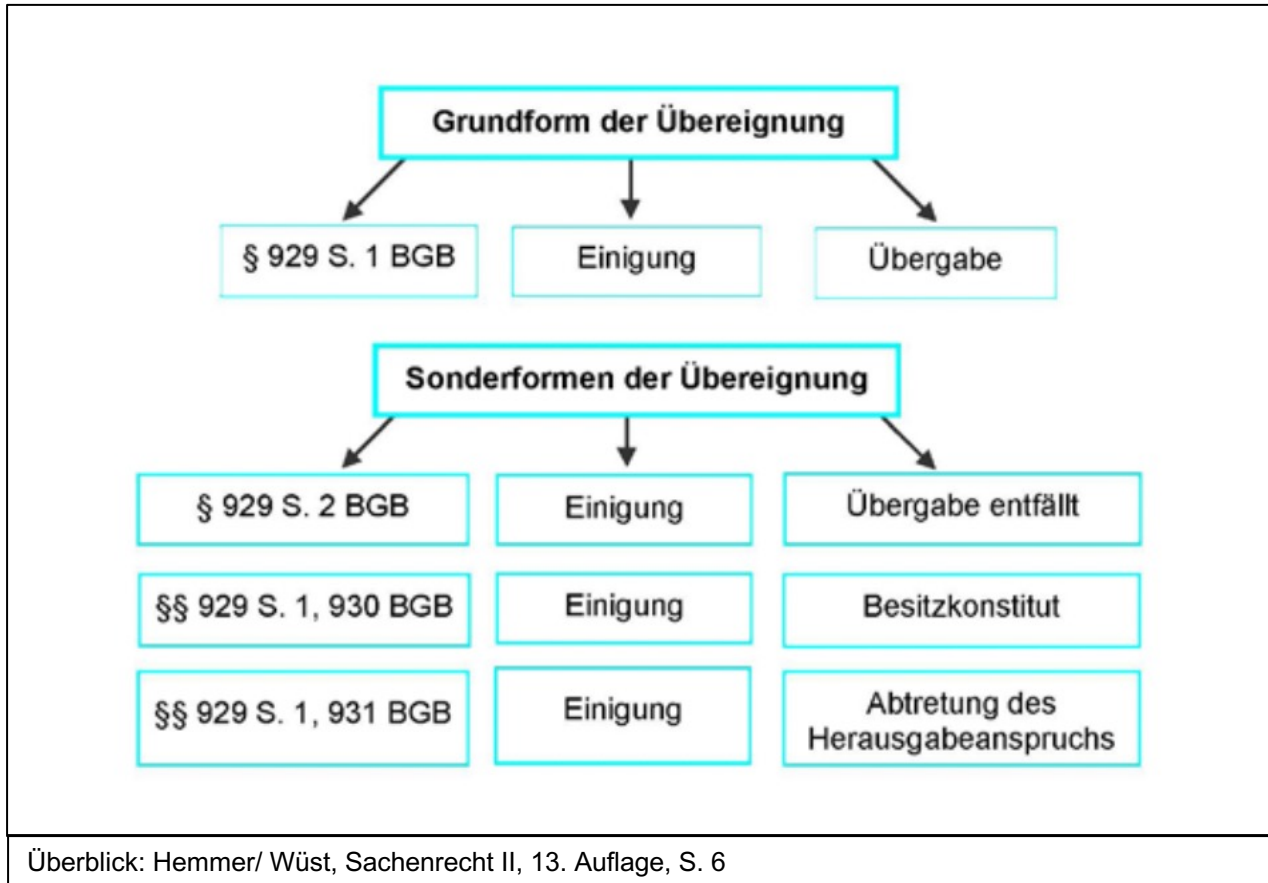 Grundform der Übereignung
§ 929 S. 1 BGB
Einigung
Übergabe
Sonderformen der Übereignung
§ 929 S. 2 BGB
Einigung
Übergabe entfällt
§§ 929 S. 1, 930 BGB
Einigung
Besitzkonstitut
§§ 929 S. 1, 931 BGB
Einigung
Abtretung des
Herausgabeanspruchs
Überblick: Hemmer/ Wüst, Sachenrecht II, 13. Auflage, S. 6